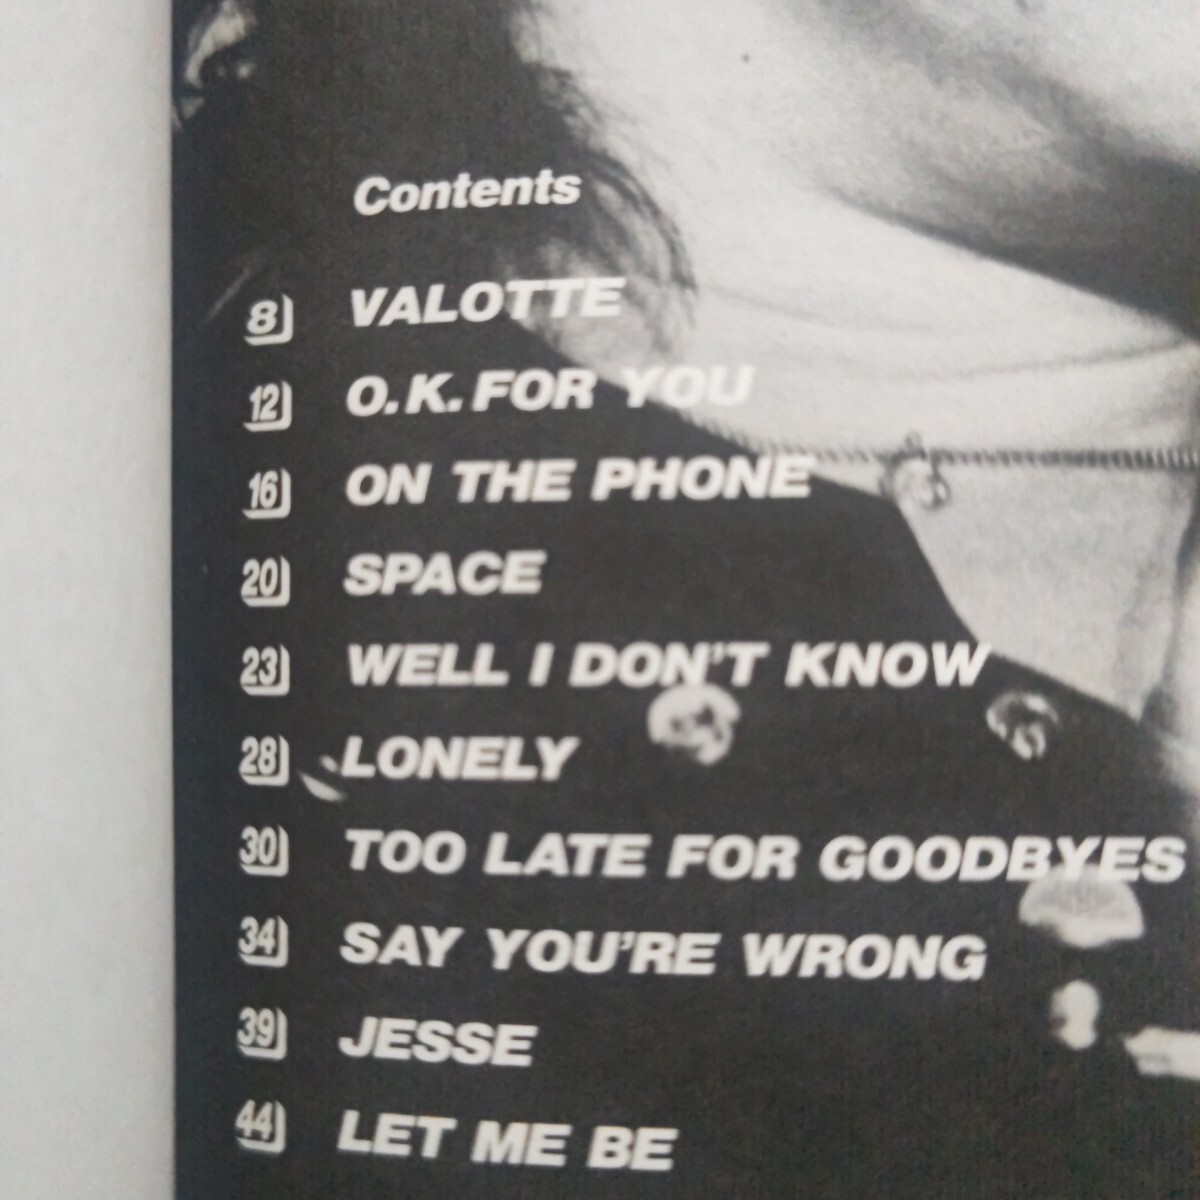 Contents
8 VALOTTE
12 O.K. FOR YOU
16 ON THE PHONE
20 SPACE
23 WELL I DON'T KNOW
28 LONELY
30 TOO LATE FOR GOODBYES
34 SAY YOU'RE WRONG
39 JESSE
44 LET ME BE